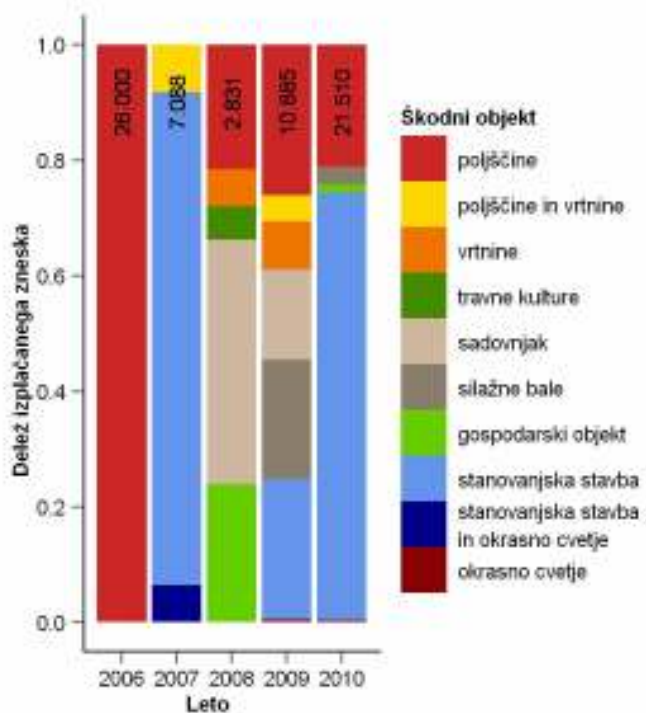 1.0
0.8
0.6
0.4
0.2
0.0
Delež izplačanega zneska
26.000
7.088
2.831
10.885
21.510
2006
2007
2008
2009
2010
Leto
Škodni objekt
poljščine
poljščine in vrtnine
vrtnine
travne kulture
sadovnjak
silažne bale
gospodarski objekt
stanovanjska stavba
stanovanjska stavba
in okrasno cvetje
okrasno cvetje